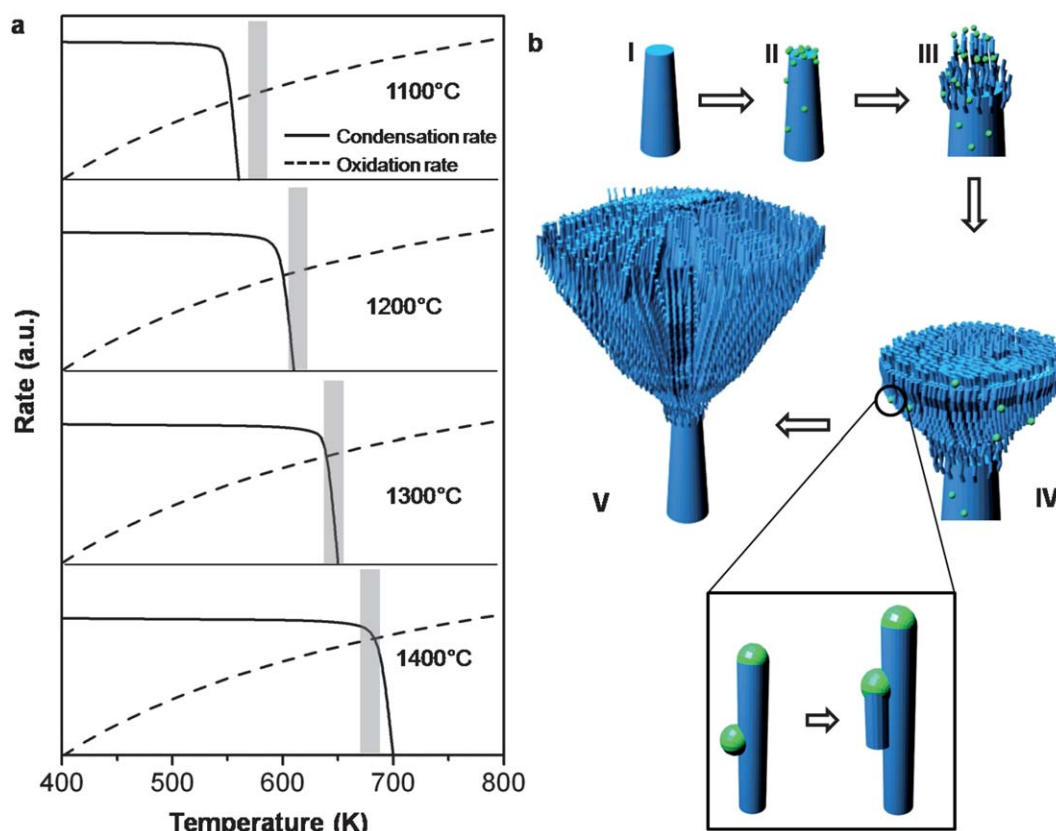 a
1100°C
Condensation rate
Oxidation rate
1200°C
1300°C
1400°C
Rate (a.u.)
400 500 600 700 800
Temperature (K)
b
I
II
III
IV
V